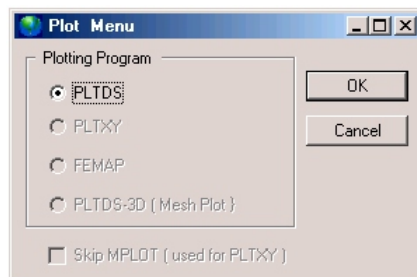 Plot Menu
Plotting Program
PLTDS
OK
PLTXY
Cancel
FEMAP
PLTDS-3D ( Mesh Plot }
Skip MPLOT ( used for PLTXY )